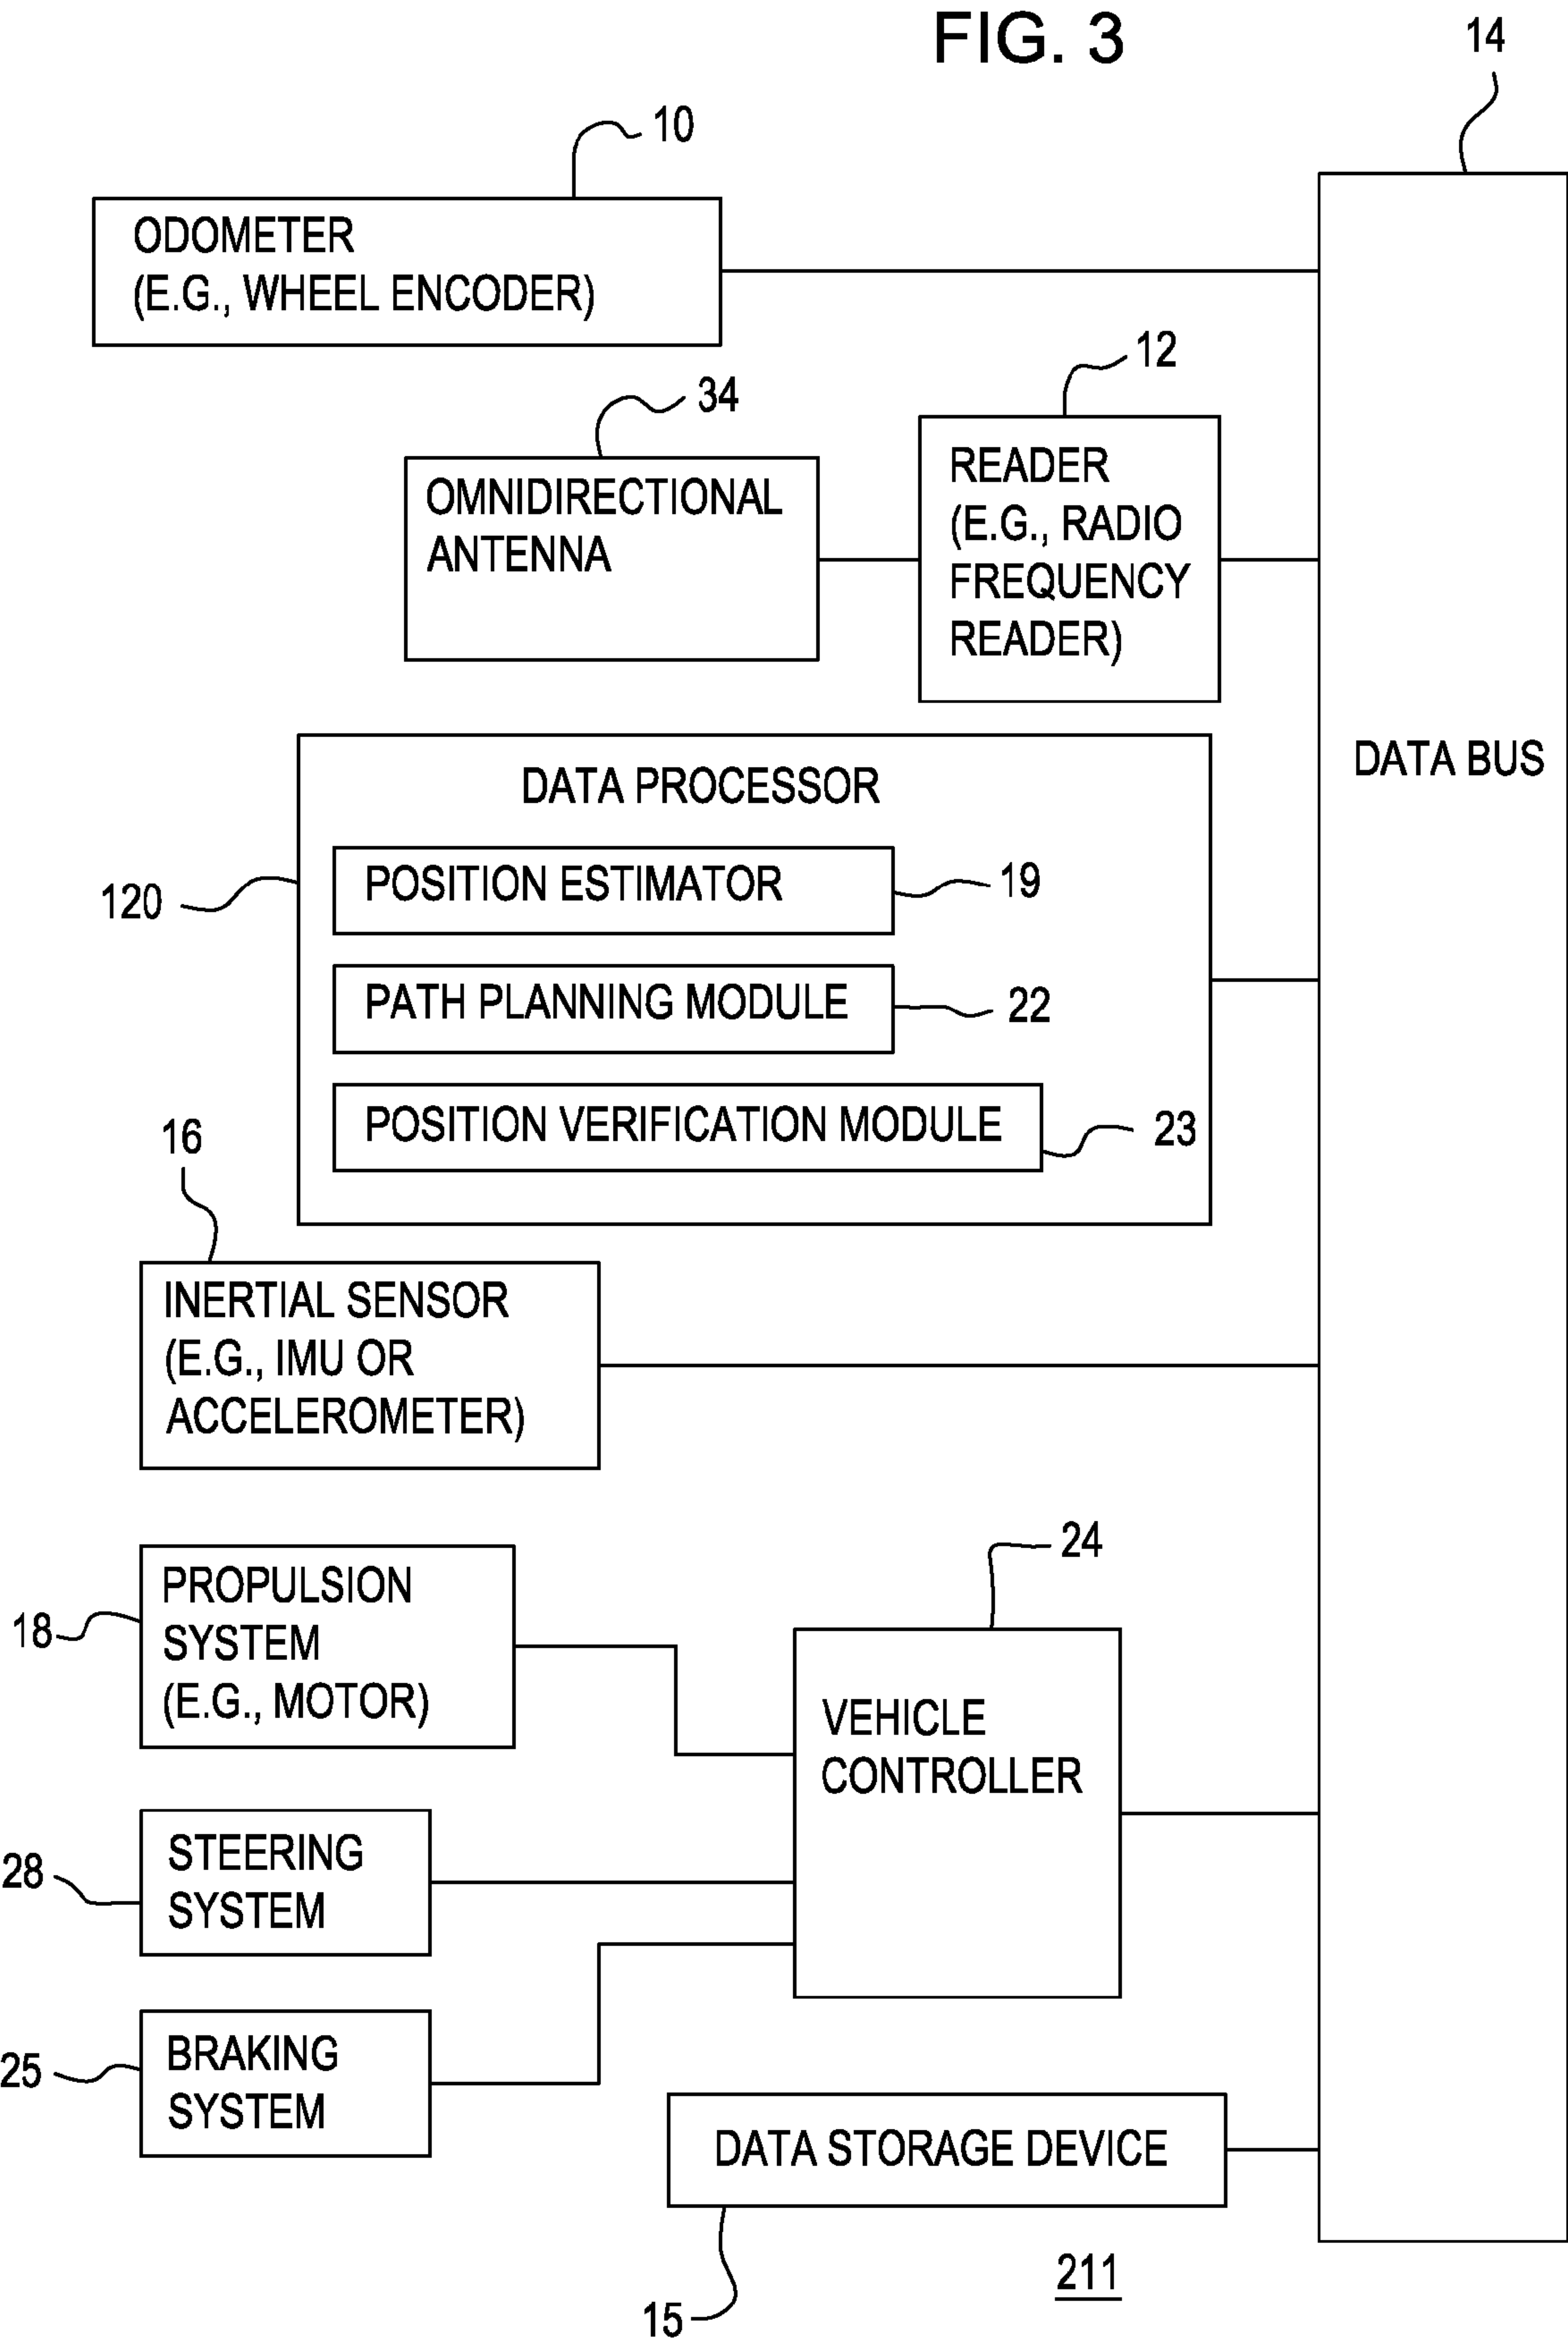 FIG. 3
14
10
ODOMETER
(E.G., WHEEL ENCODER)
12
34
READER
(E.G., RADIO
FREQUENCY
READER)
OMNIDIRECTIONAL
ANTENNA
DATA BUS
DATA PROCESSOR
120
POSITION ESTIMATOR
19
PATH PLANNING MODULE
22
POSITION VERIFICATION MODULE
23
16
INERTIAL SENSOR
(E.G., IMU OR
ACCELEROMETER)
24
18
PROPULSION
SYSTEM
(E.G., MOTOR)
VEHICLE
CONTROLLER
28
STEERING
SYSTEM
25
BRAKING
SYSTEM
DATA STORAGE DEVICE
15
211